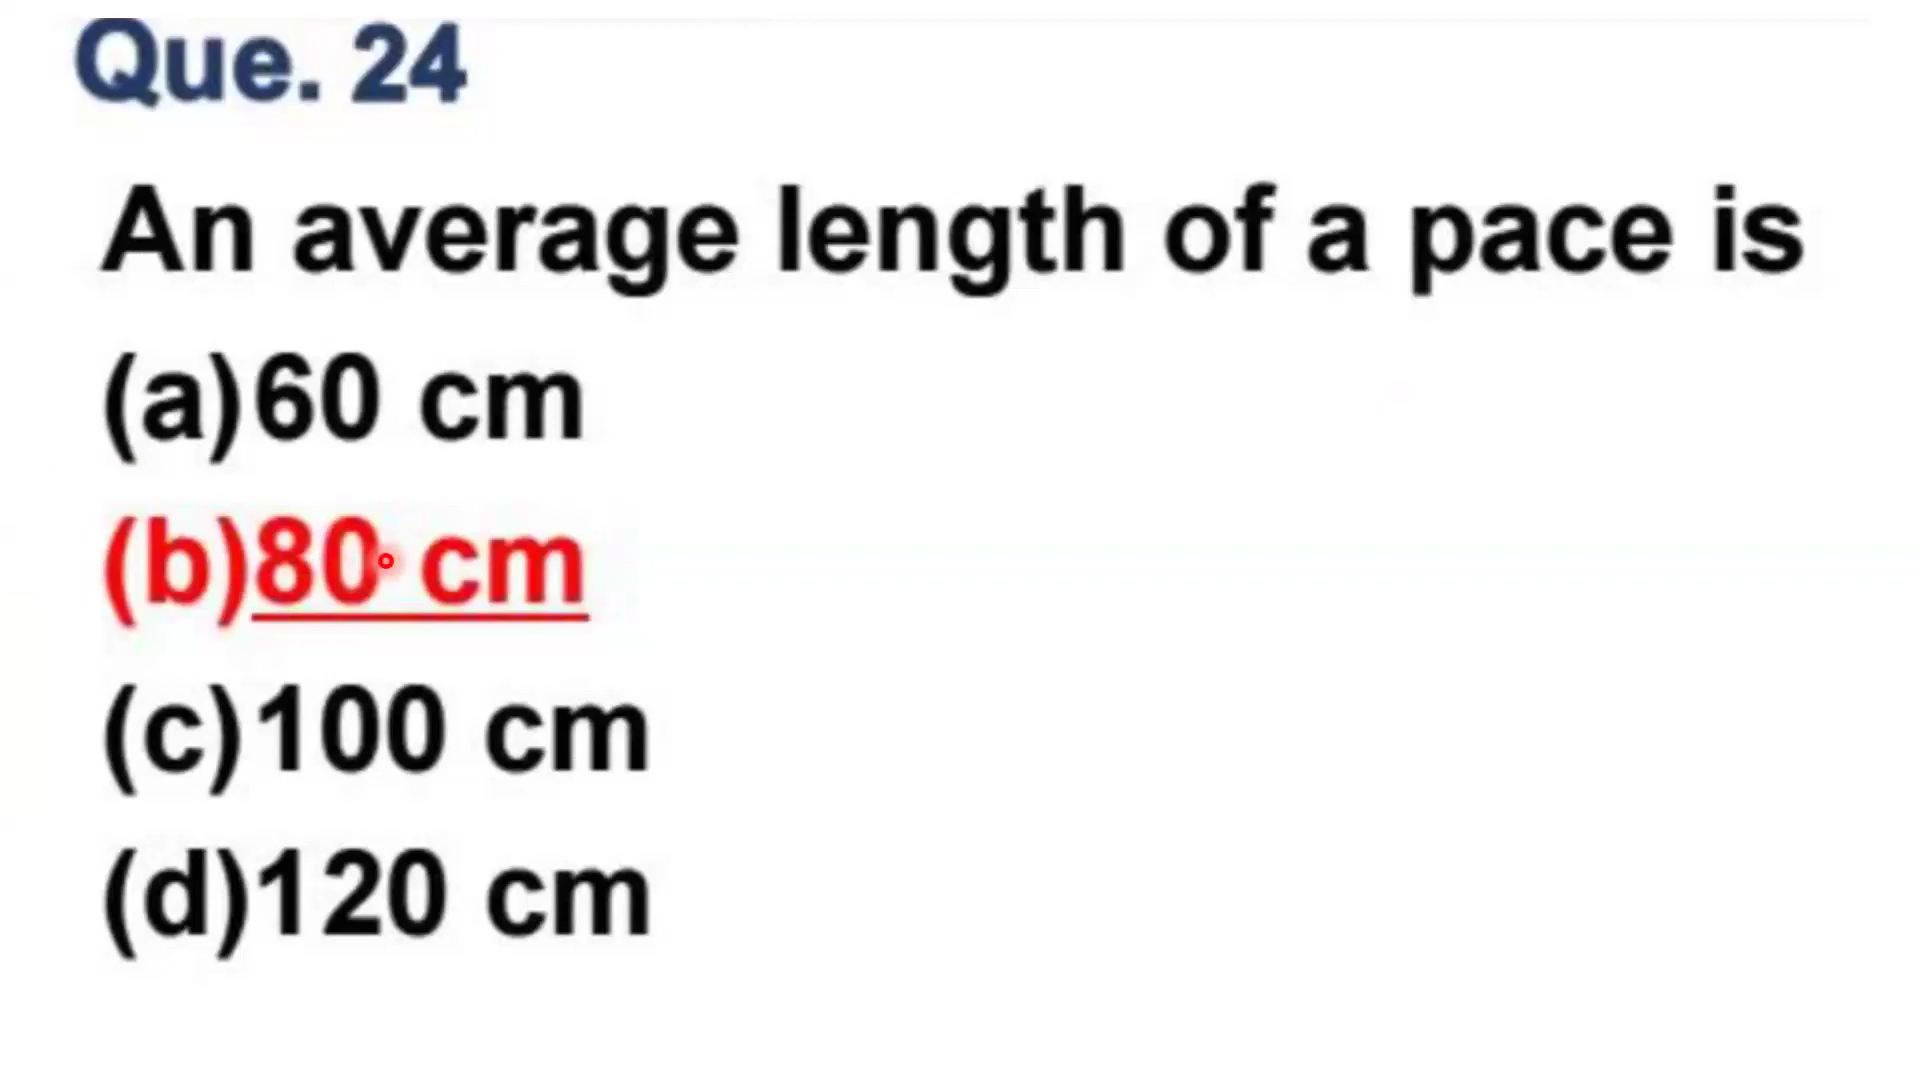 Que. 24
An average length of a pace is
(a)60 cm
(b)80 cm
(c)100 cm
(d)120 cm